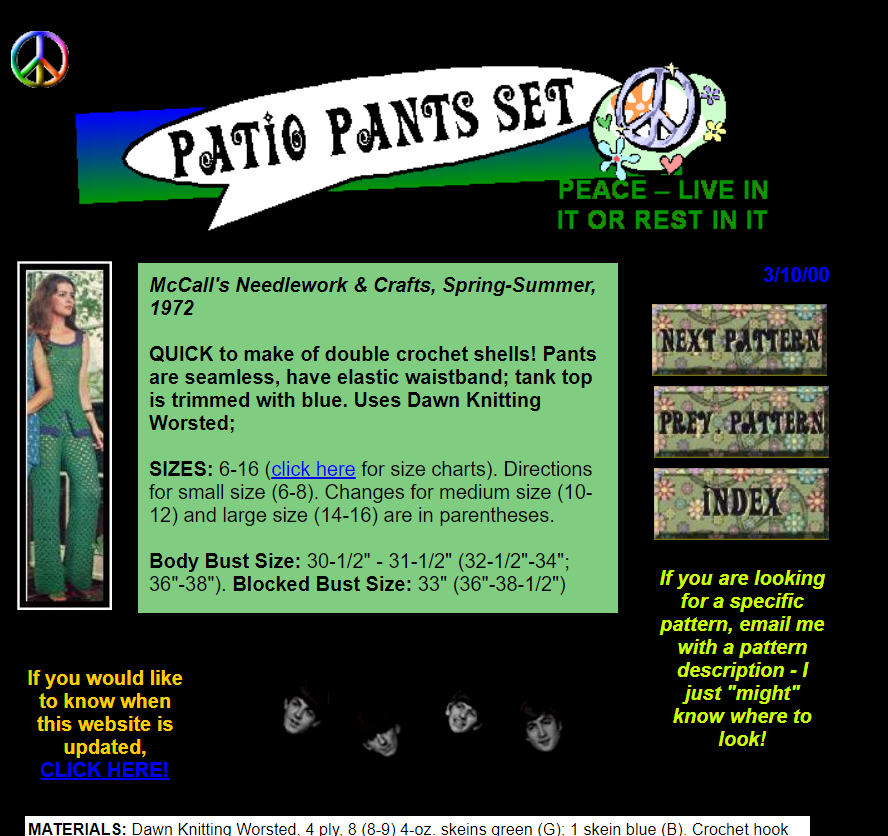 PATIO PANTS SET
PEACE – LIVE IN
IT OR REST IN IT
3/10/00
McCall's Needlework & Crafts, Spring-Summer,
1972
QUICK to make of double crochet shells! Pants
are seamless, have elastic waistband; tank top
is trimmed with blue. Uses Dawn Knitting
Worsted;
SIZES: 6-16 (click here for size charts). Directions
for small size (6-8). Changes for medium size (10-
12) and large size (14-16) are in parentheses.
Body Bust Size: 30-1/2" - 31-1/2" (32-1/2"-34";
36"-38"). Blocked Bust Size: 33" (36"-38-1/2")
NEXT PATTERN
PREV. PATTERN
INDEX
If you are looking
for a specific
pattern, email me
with a pattern
description - I
just "might"
know where to
look!
If you would like
to know when
this website is
updated,
CLICK HERE!
MATERIALS: Dawn Knitting Worsted, 4 ply, 8 (8-9) 4-oz. skeins green (G); 1 skein blue (B). Crochet hook